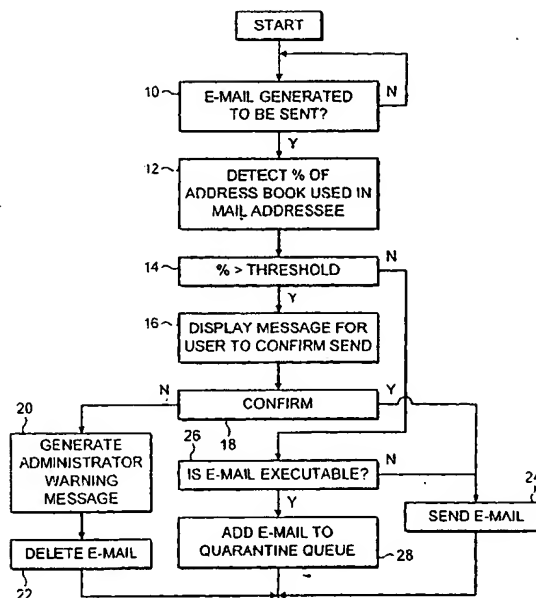 START
10
E-MAIL GENERATED
TO BE SENT?
N
Y
12
DETECT % OF
ADDRESS BOOK USED IN
MAIL ADDRESSEE
14
% > THRESHOLD
N
Y
16
DISPLAY MESSAGE FOR
USER TO CONFIRM SEND
N
CONFIRM
Y
18
20
GENERATE
ADMINISTRATOR
WARNING
MESSAGE
26
IS E-MAIL EXECUTABLE?
N
Y
24
SEND E-MAIL
DELETE E-MAIL
22
ADD E-MAIL TO
QUARANTINE QUEUE
28